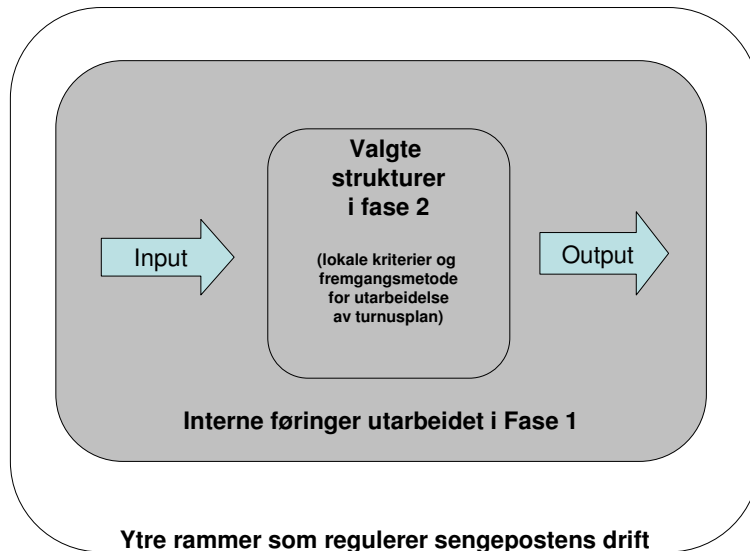 Valgte
strukturer
i fase 2
(lokale kriterier og
fremgangsmetode
for utarbeidelse
av turnusplan)
Input
Output
Interne føringer utarbeidet i Fase 1
Ytre rammer som regulerer sengepostens drift